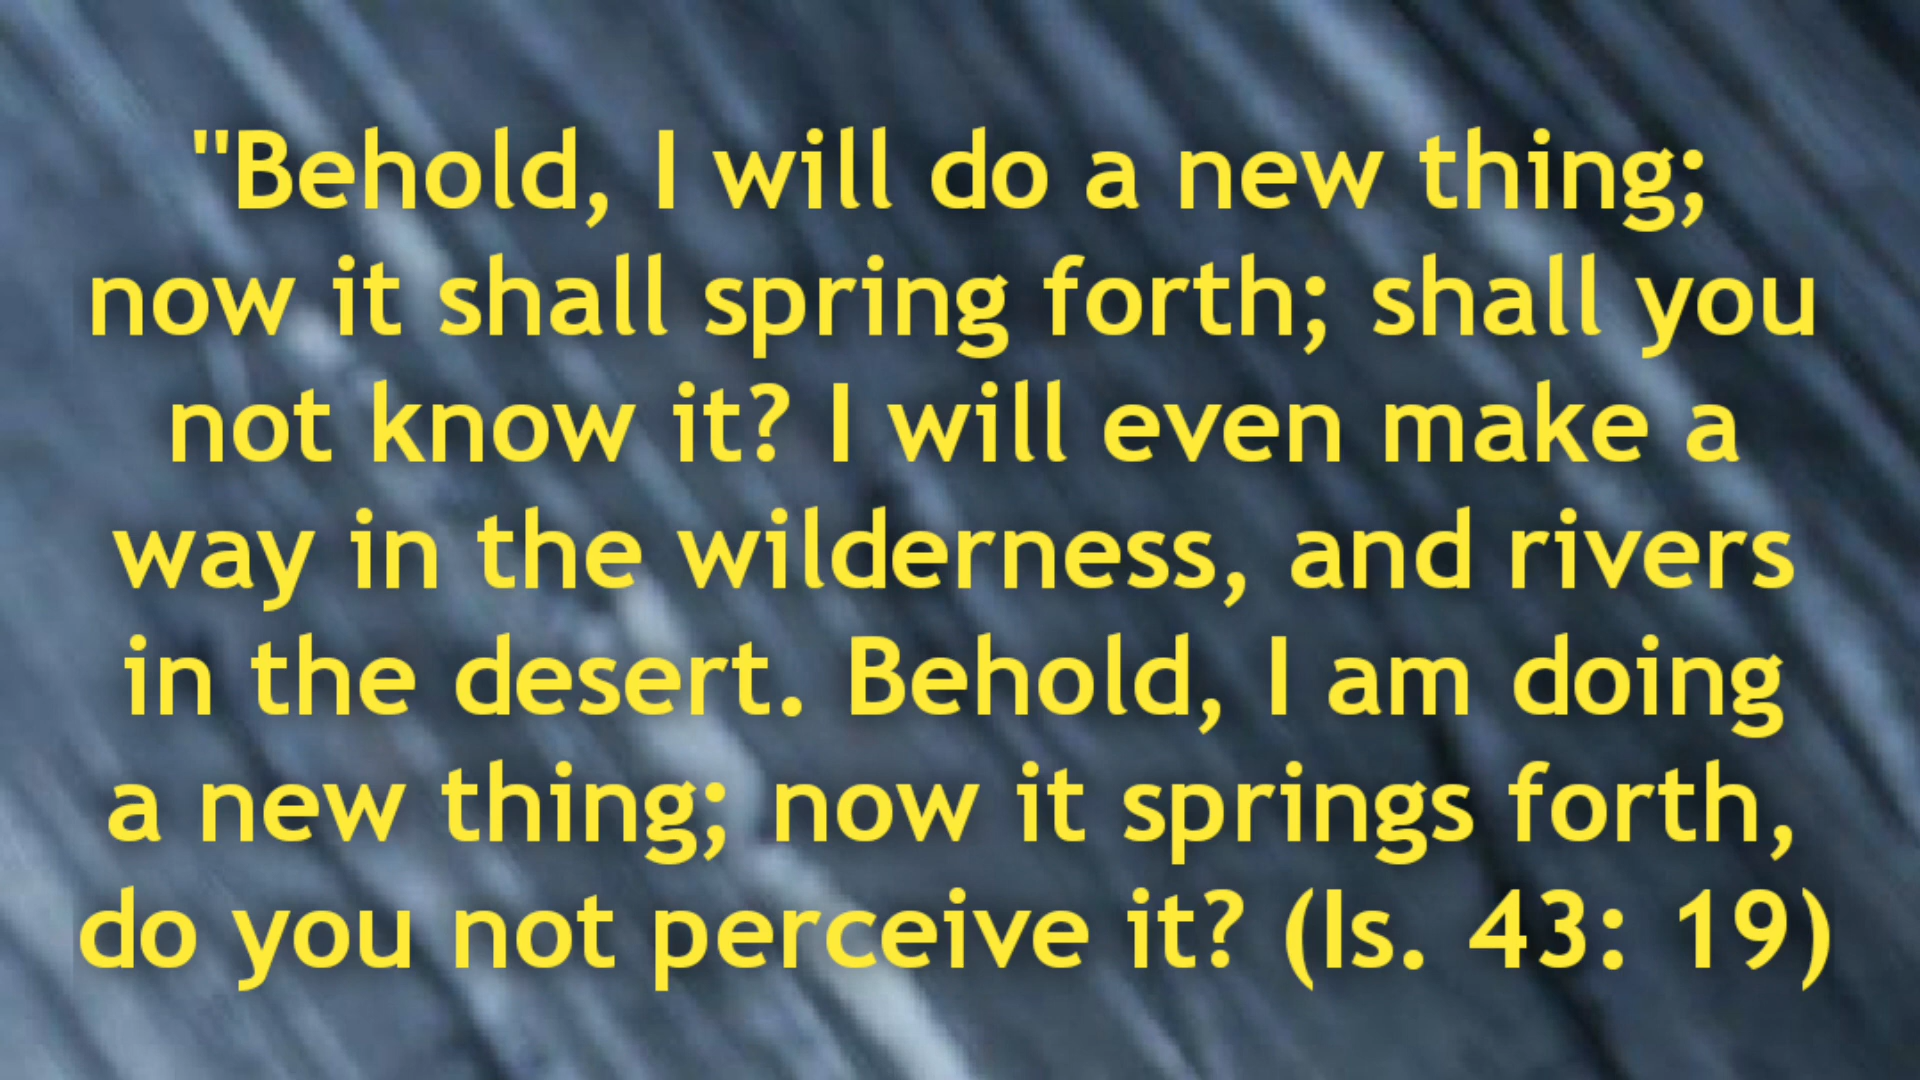 "Behold, I will do a new thing;
now it shall spring forth; shall you
not know it? I will even make a
way in the wilderness, and rivers
in the desert. Behold, I am doing
a new thing; now it springs forth,
do you not perceive it? (Is. 43: 19)